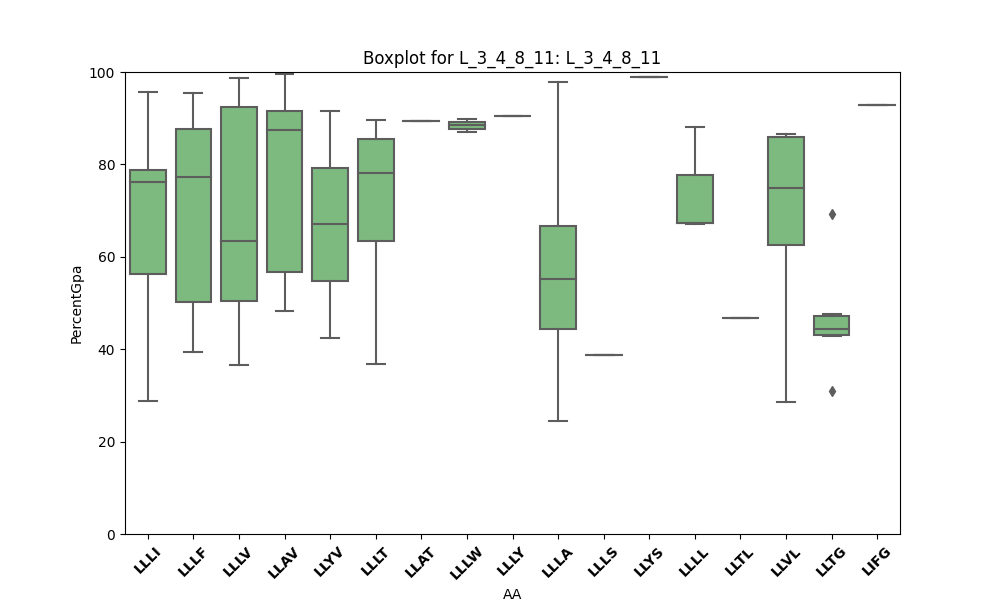 Boxplot for L_3_4_8_11: L_3_4_8_11
100
80
60
40
20
0
PercentGpa
LLLI LLLF LLLV LLAV LLYV LLLT LLAT LLLW LLLY LLLA LLLS LLYS LLLL LLTL LLVL LLTG LIFG
AA